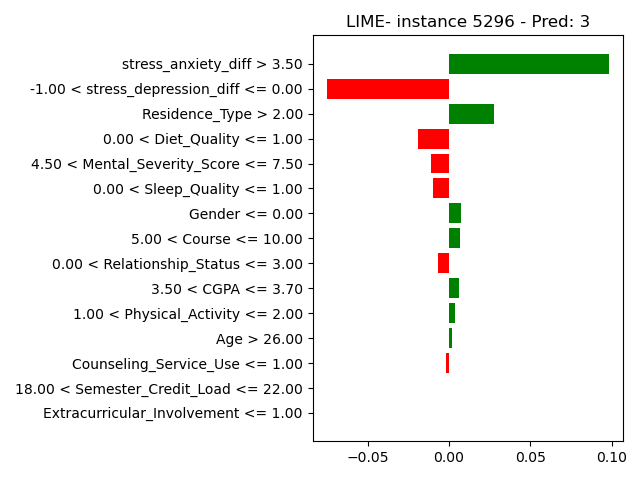 LIME- instance 5296 - Pred: 3
stress_anxiety_diff > 3.50
-1.00 < stress_depression_diff <= 0.00
Residence_Type > 2.00
0.00 < Diet_Quality <= 1.00
4.50 < Mental_Severity_Score <= 7.50
0.00 < Sleep_Quality <= 1.00
Gender <= 0.00
5.00 < Course <= 10.00
0.00 < Relationship_Status <= 3.00
3.50 < CGPA <= 3.70
1.00 < Physical_Activity <= 2.00
Age > 26.00
Counseling_Service_Use <= 1.00
18.00 < Semester_Credit_Load <= 22.00
Extracurricular_Involvement <= 1.00
−0.05 0.00 0.05 0.10